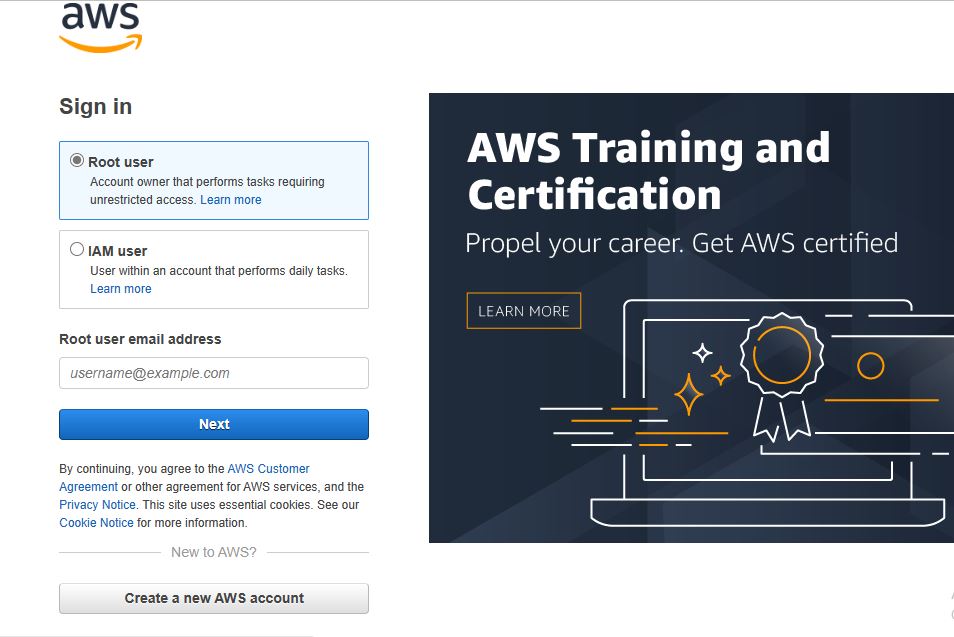 aws
Sign in
Root user
Account owner that performs tasks requiring
unrestricted access. Learn more
IAM user
User within an account that performs daily tasks.
Learn more
Root user email address
username@example.com
Next
By continuing, you agree to the AWS Customer
Agreement or other agreement for AWS services, and the
Privacy Notice. This site uses essential cookies. See our
Cookie Notice for more information.
New to AWS?
Create a new AWS account
AWS Training and
Certification
Propel your career. Get AWS certified
LEARN MORE